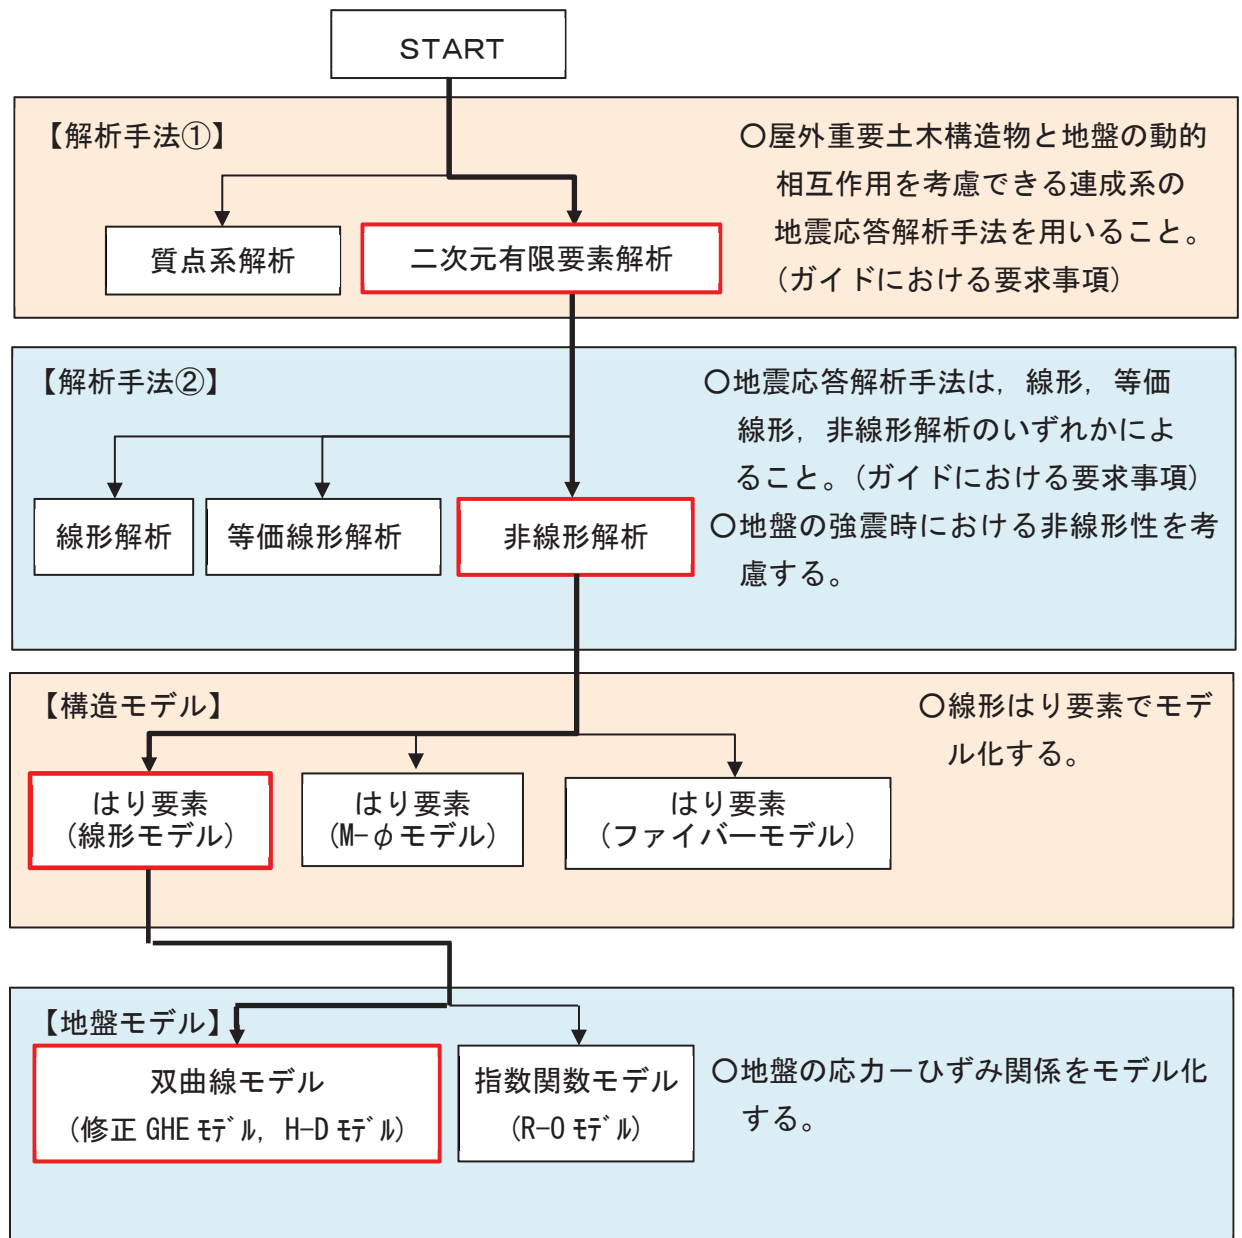 START
【解析手法①】
質点系解析
二次元有限要素解析
〇屋外重要土木構造物と地盤の動的
相互作用を考慮できる連成系の
地震応答解析手法を用いること。
(ガイドにおける要求事項)
【解析手法②】
線形解析
等価線形解析
非線形解析
〇地震応答解析手法は，線形，等価
線形，非線形解析のいずれかによ
ること。(ガイドにおける要求事項)
〇地盤の強震時における非線形性を考
慮する。
【構造モデル】
はり要素
(線形モデル)
はり要素
(M-φモデル)
はり要素
(ファイバーモデル)
〇線形はり要素でモデ
ル化する。
【地盤モデル】
双曲線モデル
(修正 GHE ﾓﾃﾞﾙ，H-D ﾓﾃﾞﾙ)
指数関数モデル
(R-O ﾓﾃﾞﾙ)
〇地盤の応力－ひずみ関係をモデル化
する。